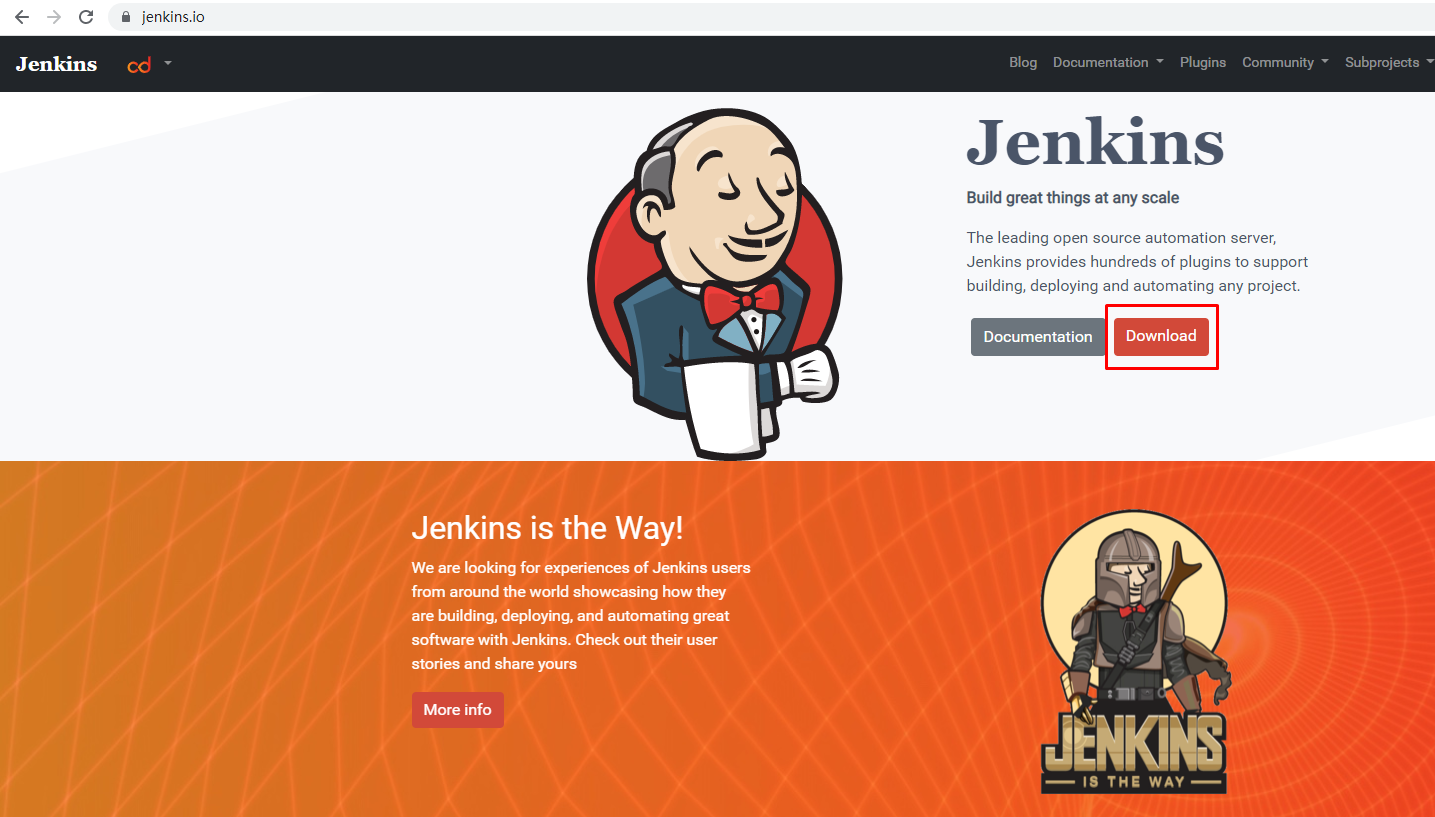 jenkins.io
Jenkins cd
Blog Documentation Plugins Community Subprojects
Jenkins
Build great things at any scale
The leading open source automation server,
Jenkins provides hundreds of plugins to support
building, deploying and automating any project.
Documentation Download
Jenkins is the Way!
We are looking for experiences of Jenkins users
from around the world showcasing how they
are building, deploying, and automating great
software with Jenkins. Check out their user
stories and share yours
More info
JENKINS
IS THE WAY